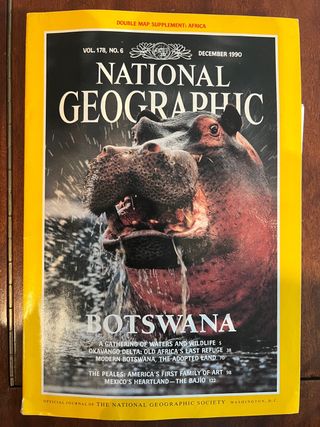 DOUBLE MAP SUPPLEMENT: AFRICA
VOL. 178, NO. 6
DECEMBER 1990
NATIONAL
GEOGRAPHIC
BOTSWANA
A GATHERING OF WATERS AND WILDLIFE 5
OKAVANGO DELTA: OLD AFRICA'S LAST REFUGE 38
MODERN BOTSWANA, THE ADOPTED LAND 70
THE PEALES: AMERICA'S FIRST FAMILY OF ART 98
MEXICO'S HEARTLAND—THE BAJÍO 122
OFFICIAL JOURNAL OF THE NATIONAL GEOGRAPHIC SOCIETY WASHINGTON, D.C.